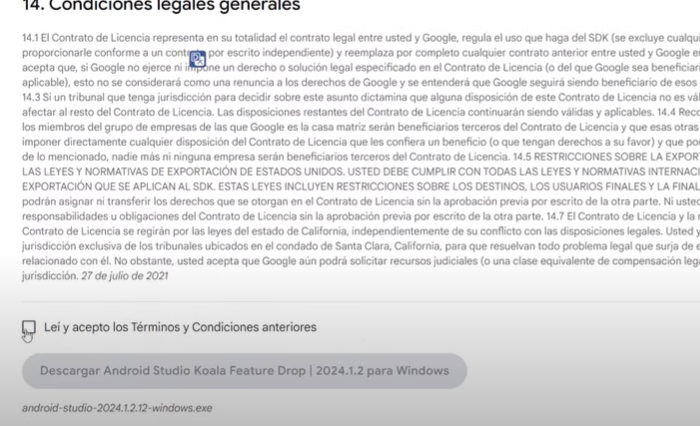 14. Condiciones legales generales
14.1 El Contrato de Licencia representa en su totalidad el contrato legal entre usted y Google, regula el uso que haga del SDK (se excluye
proporcionarle conforme a un por escrito independiente) y reemplaza por completo cualquier contrato anterior entre usted y Google
acepta que, si Google no ejerce ni impone un derecho o solución legal especificado en el Contrato de Licencia (o del que Google sea
aplicable), esto no se considerará como una renuncia a los derechos de Google y se entenderá que Google seguirá siendo beneficiario de esos
14.3 Si un tribunal que tenga jurisdicción para decidir sobre este asunto dictamina que alguna disposición de este Contrato de Licencia no es
afectar al resto del Contrato de Licencia. Las disposiciones restantes del Contrato de Licencia continuarán siendo válidas y aplicables. 14.4
los miembros del grupo de empresas de las que Google es la casa matriz serán beneficiarios terceros del Contrato de Licencia y que esas otras
imponer directamente cualquier disposición del Contrato de Licencia que les confiera un beneficio (o que tengan derechos a su favor) y que
de lo mencionado, nadie más ni ninguna empresa serán beneficiarios terceros del Contrato de Licencia. 14.5 RESTRICCIONES SOBRE LA
LAS LEYES Y NORMATIVAS DE EXPORTACIÓN DE ESTADOS UNIDOS. USTED DEBE CUMPLIR CON TODAS LAS LEYES Y NORMATIVAS
EXPORTACIÓN QUE SE APLICAN AL SDK. ESTAS LEYES INCLUYEN RESTRICCIONES SOBRE LOS DESTINOS, LOS USUARIOS FINALES Y LA
podrán asignar ni transferir los derechos que se otorgan en el Contrato de Licencia sin la aprobación previa por escrito de la otra parte. Ni
responsabilidades u obligaciones del Contrato de Licencia sin la aprobación previa por escrito de la otra parte. 14.7 El Contrato de Licencia y la
Contrato de Licencia se regirán por las leyes del estado de California, independientemente de su conflicto con las disposiciones legales. Usted y
jurisdicción exclusiva de los tribunales ubicados en el condado de Santa Clara, California, para que resuelvan todo problema legal que surja de
relacionado con él. No obstante, usted acepta que Google aún podrá solicitar recursos judiciales (o una clase equivalente de compensación
jurisdicción. 27 de julio de 2021
Leí y acepto los Términos y Condiciones anteriores
Descargar Android Studio Koala Feature Drop | 2024.1.2 para Windows
android-studio-2024.1.2.12-windows.exe